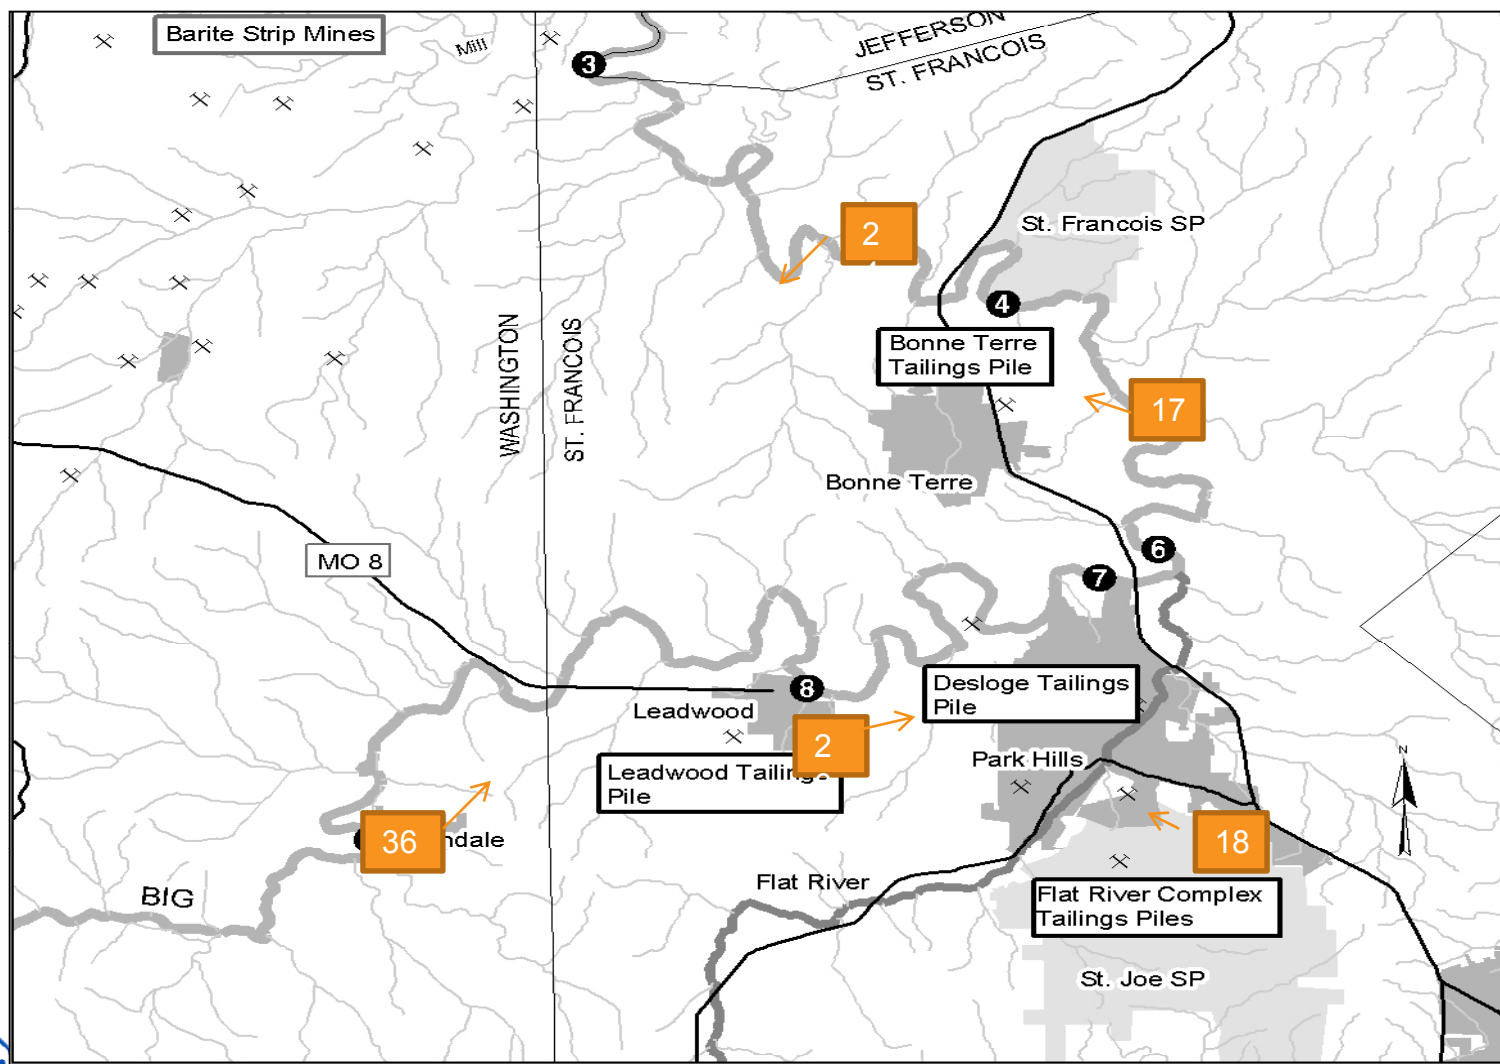 Barite Strip Mines
Mill
JEFFERSON
ST. FRANCOIS
3
2
St. Francois SP
4
Bonne Terre
Tailings Pile
WASHINGTON
ST. FRANCOIS
17
Bonne Terre
MO 8
6
7
8
Leadwood
Desloge Tailings
Pile
2
Leadwood Tailings
Pile
Park Hills
N
36
ndale
18
Flat River
BIG
Flat River Complex
Tailings Piles
St. Joe SP